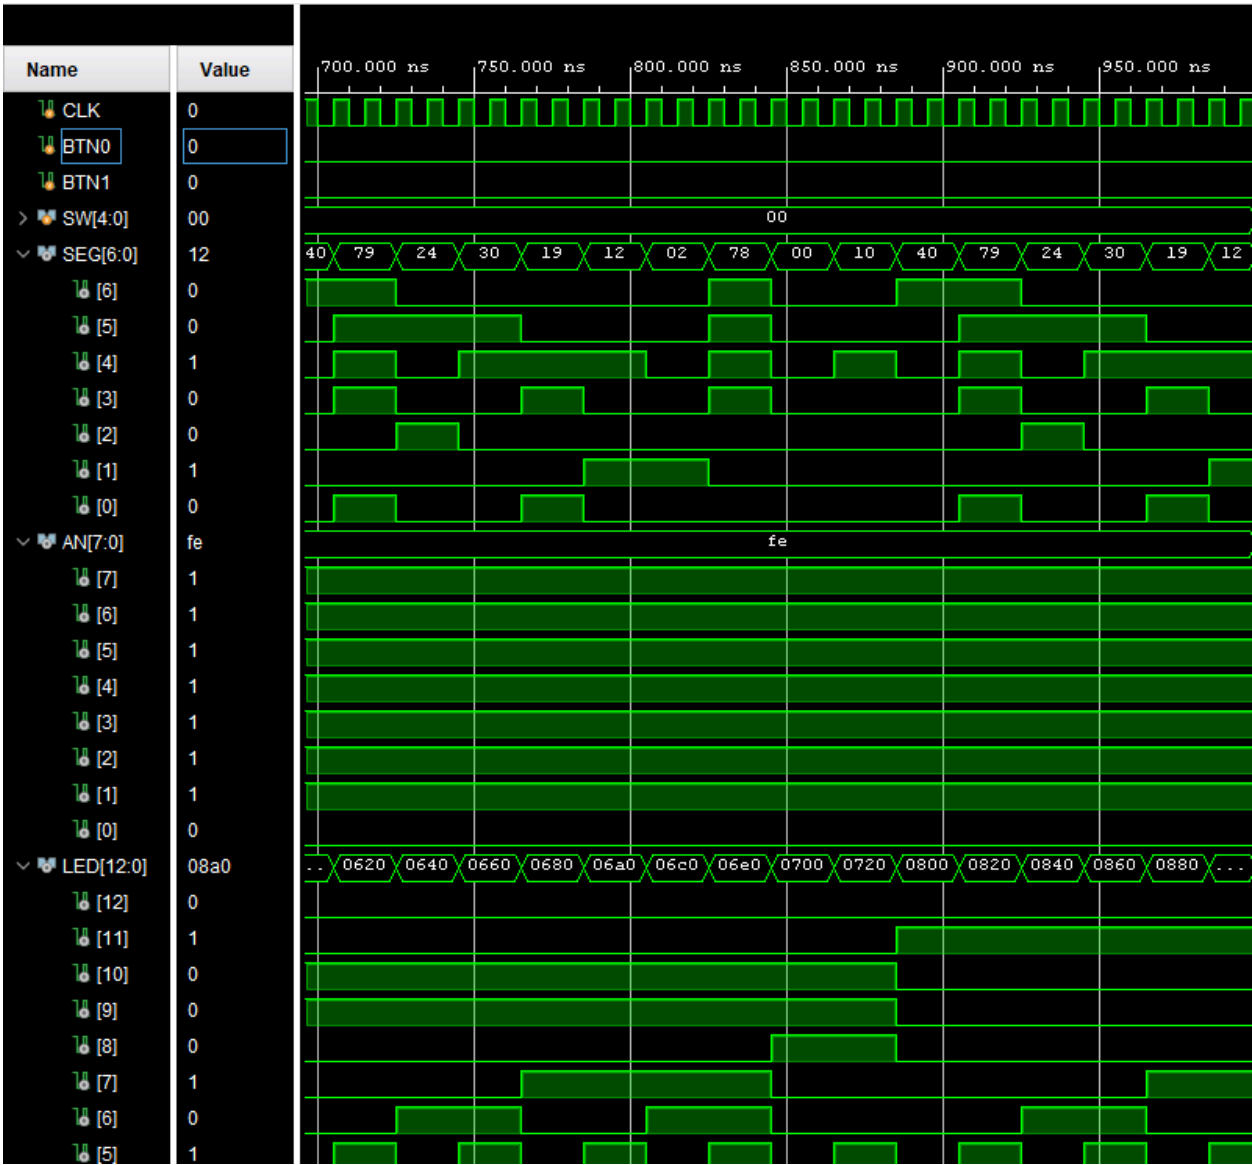 Name Value 700.000 ns 750.000 ns 800.000 ns 850.000 ns 900.000 ns 950.000 ns
CLK 0
BTN0 0
BTN1 0
SW[4:0] 00 00
SEG[6:0] 12 40 79 24 30 19 12 02 78 00 10 40 79 24 30 19 12
[6] 0
[5] 0
[4] 1
[3] 0
[2] 0
[1] 1
[0] 0
AN[7:0] fe fe
[7] 1
[6] 1
[5] 1
[4] 1
[3] 1
[2] 1
[1] 1
[0] 0
LED[12:0] 08a0 .. 0620 0640 0660 0680 06a0 06c0 06e0 0700 0720 0800 0820 0840 0860 0880 ...
[12] 0
[11] 1
[10] 0
[9] 0
[8] 0
[7] 1
[6] 0
[5] 1